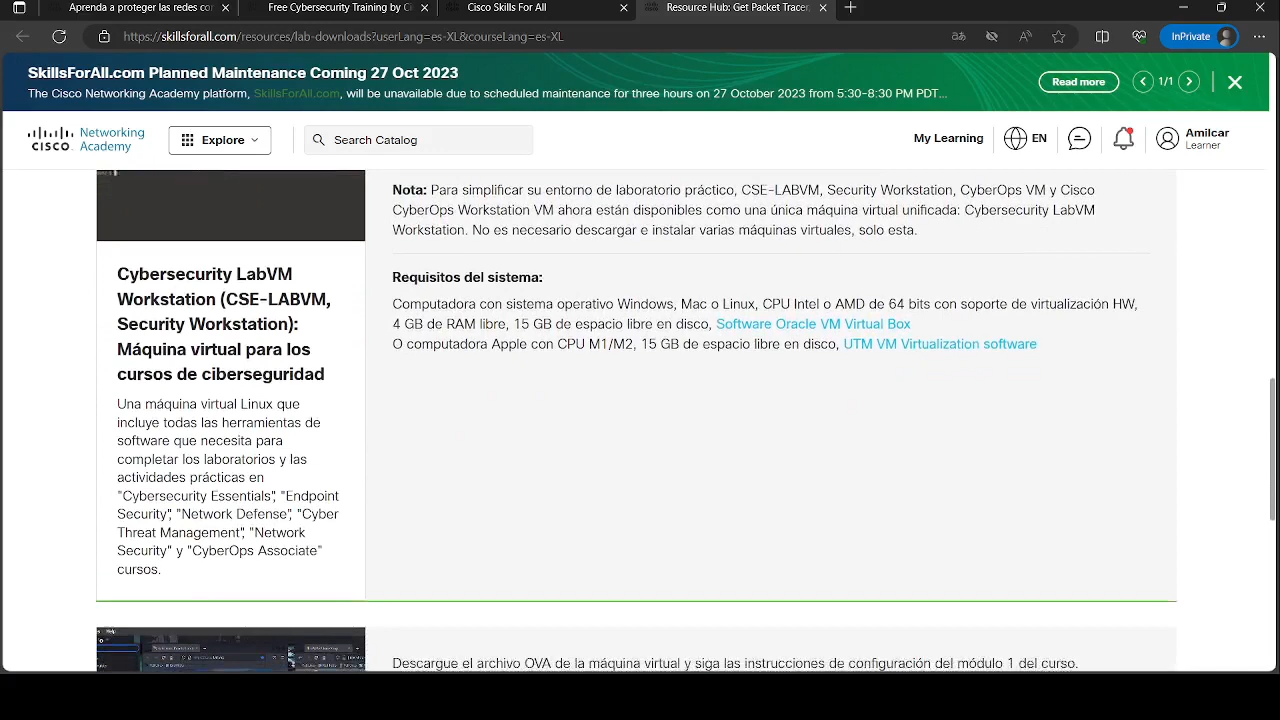 Aprenda a proteger las redes cor
Free Cybersecurity Training by Ci
Cisco Skills For All
Resource Hub: Get Packet Tracer,
https://skillsforall.com/resources/lab-downloads?userLang=es-XL&courseLang=es-XL
InPrivate
SkillsForAll.com Planned Maintenance Coming 27 Oct 2023
The Cisco Networking Academy platform, SkillsForAll.com, will be unavailable due to scheduled maintenance for three hours on 27 October 2023 from 5:30-8:30 PM PDT...
Read more
1/1
CISCO Networking Academy
Explore
Search Catalog
My Learning
EN
Amilcar
Learner
Nota: Para simplificar su entorno de laboratorio práctico, CSE-LABVM, Security Workstation, CyberOps VM y Cisco
CyberOps Workstation VM ahora están disponibles como una única máquina virtual unificada: Cybersecurity LabVM
Workstation. No es necesario descargar e instalar varias máquinas virtuales, solo esta.
Requisitos del sistema:
Computadora con sistema operativo Windows, Mac o Linux, CPU Intel o AMD de 64 bits con soporte de virtualización HW,
4 GB de RAM libre, 15 GB de espacio libre en disco, Software Oracle VM Virtual Box
O computadora Apple con CPU M1/M2, 15 GB de espacio libre en disco, UTM VM Virtualization software
Cybersecurity LabVM
Workstation (CSE-LABVM,
Security Workstation):
Máquina virtual para los
cursos de ciberseguridad
Una máquina virtual Linux que
incluye todas las herramientas de
software que necesita para
completar los laboratorios y las
actividades prácticas en
"Cybersecurity Essentials", "Endpoint
Security", "Network Defense", "Cyber
Threat Management", "Network
Security" y "CyberOps Associate"
cursos.
Descargue el archivo OVA de la máquina virtual y siga las instrucciones de configuración del módulo 1 del curso.